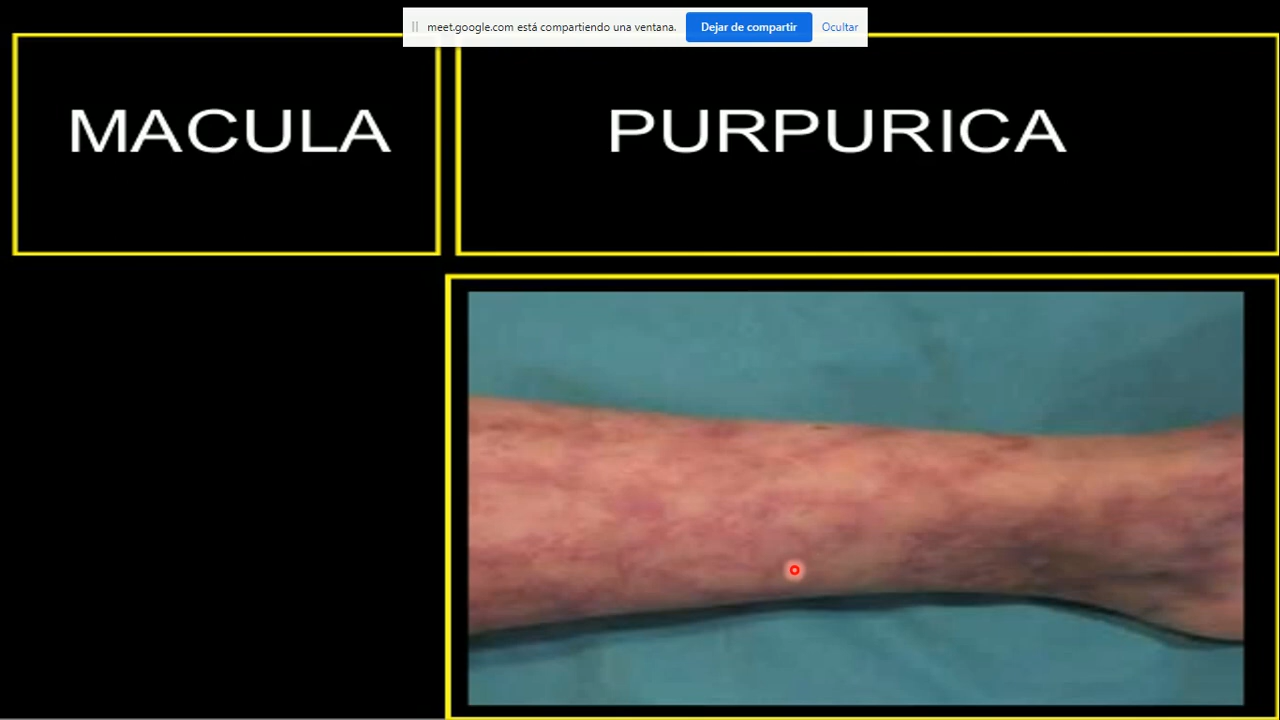 meet.google.com está compartiendo una ventana. Dejar de compartir Ocultar
MACULA
PURPURICA